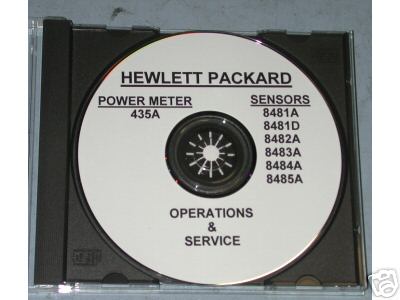 HEWLETT PACKARD
POWER METER
435A
SENSORS
8481A
8481D
8482A
8483A
8484A
8485A
OPERATIONS
&
SERVICE